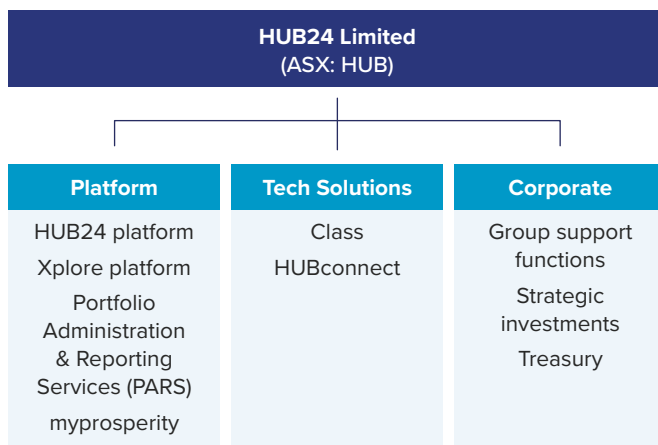 HUB24 Limited
(ASX: HUB)
Platform
HUB24 platform
Xplore platform
Portfolio
Administration
& Reporting
Services (PARS)
myprosperity
Tech Solutions
Class
HUBconnect
Corporate
Group support
functions
Strategic
investments
Treasury